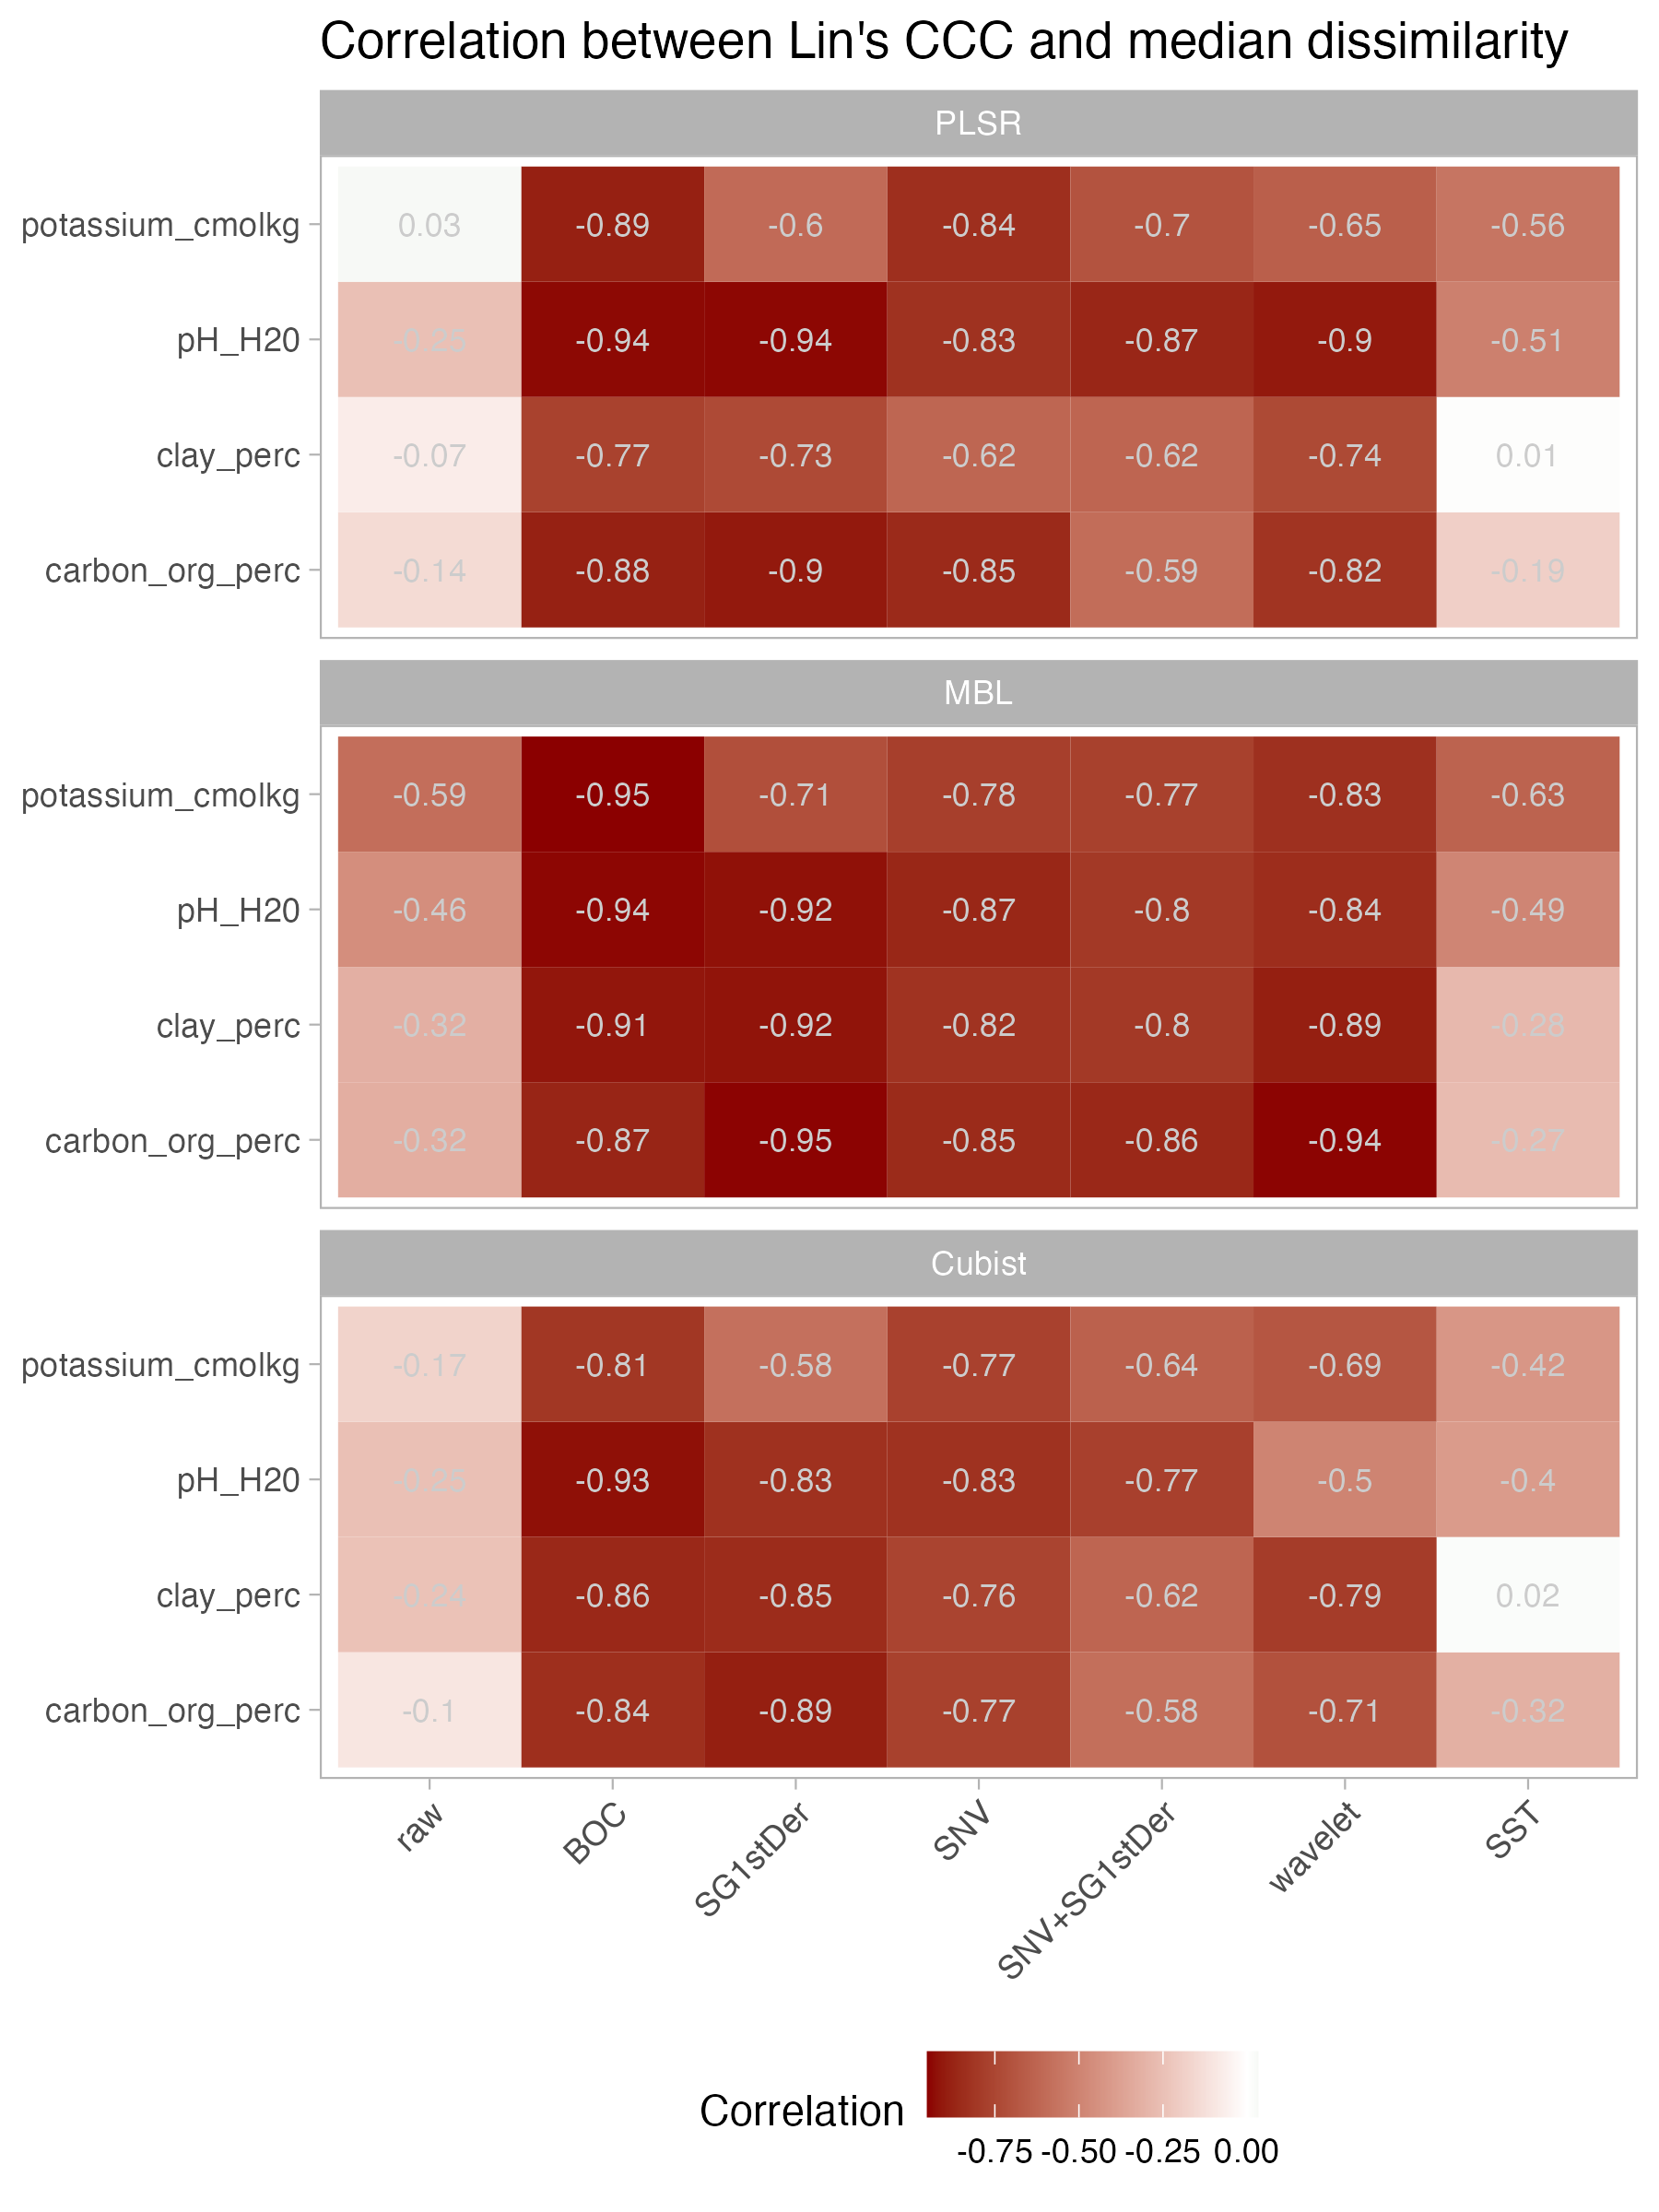 Correlation between Lin's CCC and median dissimilarity
PLSR
potassium_cmolkg 0.03 -0.89 -0.6 -0.84 -0.7 -0.65 -0.56
pH_H20 -0.25 -0.94 -0.94 -0.83 -0.87 -0.9 -0.51
clay_perc -0.07 -0.77 -0.73 -0.62 -0.62 -0.74 0.01
carbon_org_perc -0.14 -0.88 -0.9 -0.85 -0.59 -0.82 -0.19
MBL
potassium_cmolkg -0.59 -0.95 -0.71 -0.78 -0.77 -0.83 -0.63
pH_H20 -0.46 -0.94 -0.92 -0.87 -0.8 -0.84 -0.49
clay_perc -0.32 -0.91 -0.92 -0.82 -0.8 -0.89 -0.28
carbon_org_perc -0.32 -0.87 -0.95 -0.85 -0.86 -0.94 -0.27
Cubist
potassium_cmolkg -0.17 -0.81 -0.58 -0.77 -0.64 -0.69 -0.42
pH_H20 -0.93 -0.83 -0.83 -0.77 -0.5 -0.4
clay_perc -0.24 -0.86 -0.85 -0.76 -0.62 -0.79 0.02
carbon_org_perc -0.1 -0.84 -0.89 -0.77 -0.58 -0.71 -0.32
raw BOC SG1stDer SNV SNV+SG1stDer wavelet SST
Correlation
-0.75 -0.50 -0.25 0.00